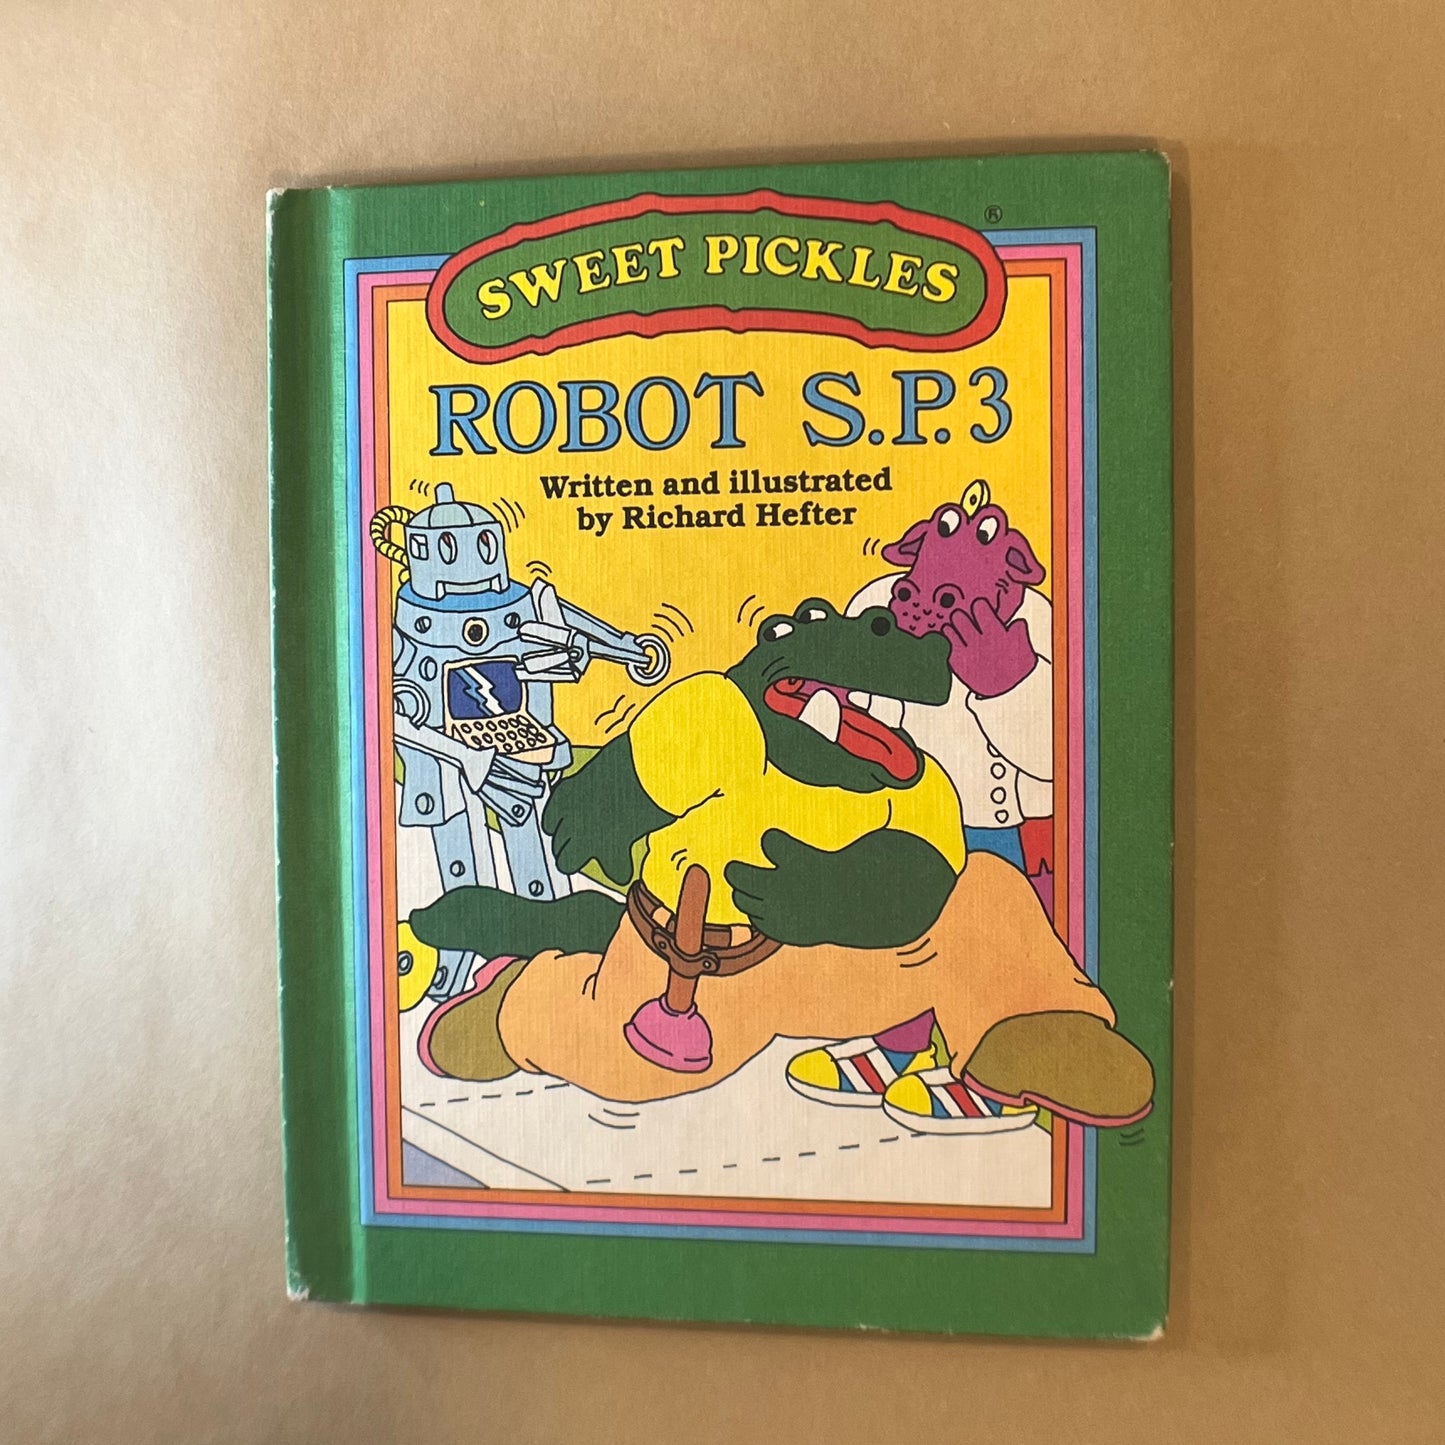 SWEET PICKLES ®
ROBOT S.P.3
Written and illustrated
by Richard Hefter